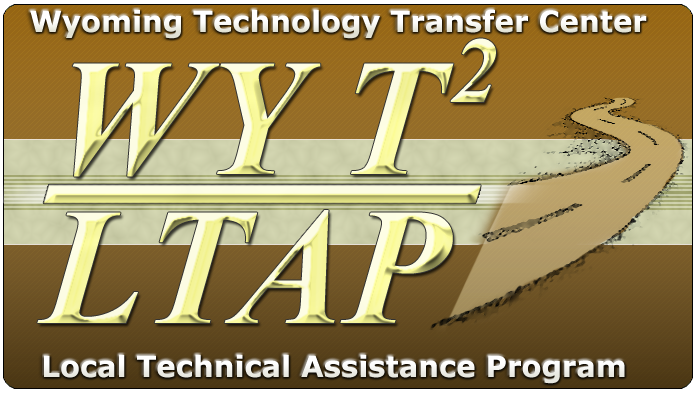 Wyoming Technology Transfer Center
WY T²
LTAP
Local Technical Assistance Program